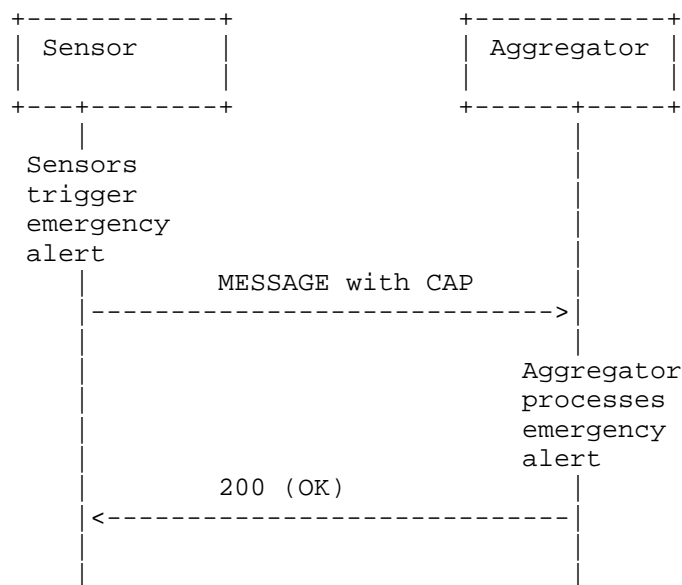 Sensor
Aggregator
Sensors
trigger
emergency
alert
MESSAGE with CAP
Aggregator
processes
emergency
alert
200 (OK)